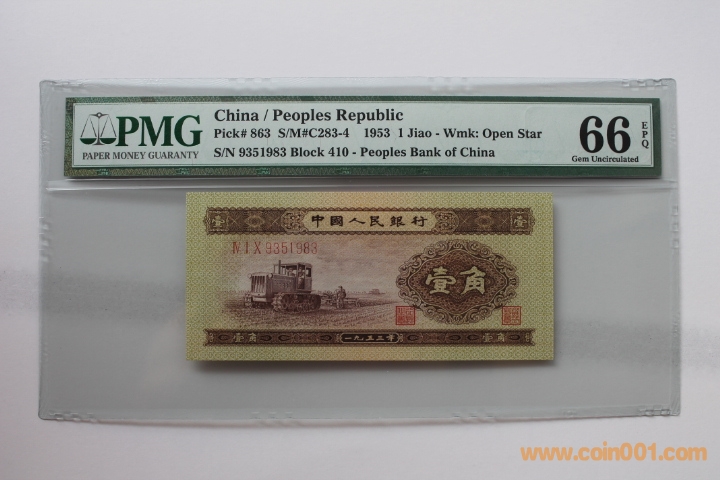 China / Peoples Republic
Pick# 863 S/M#C283-4 1953 1 Jiao - Wmk: Open Star
S/N 9351983 Block 410 - Peoples Bank of China
PMG
PAPER MONEY GUARANTY
66 EPQ
Gem Uncirculated
中國人民銀行
壹 壹
IV I X 9351983
壹角
壹角 一九五三年 壹角
www.coin001.com